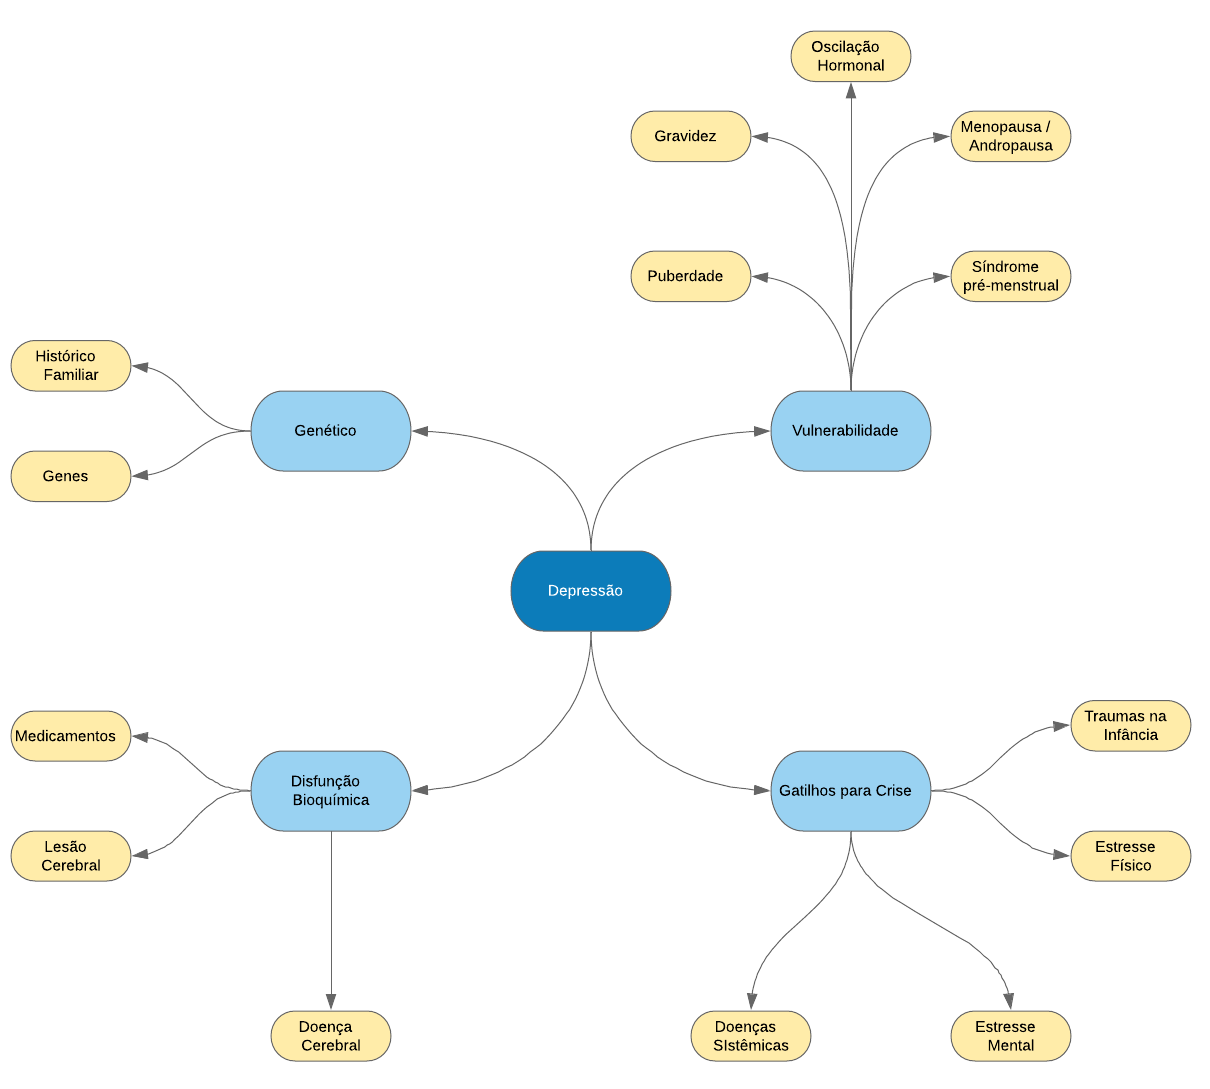 Oscilação
Hormonal
Gravidez
Menopausa /
Andropausa
Puberdade
Síndrome
pré-menstrual
Histórico
Familiar
Genético
Vulnerabilidade
Genes
Depressão
Medicamentos
Traumas na
Infância
Disfunção
Bioquímica
Gatilhos para Crise
Lesão
Cerebral
Estresse
Físico
Doença
Cerebral
Doenças
SIstêmicas
Estresse
Mental